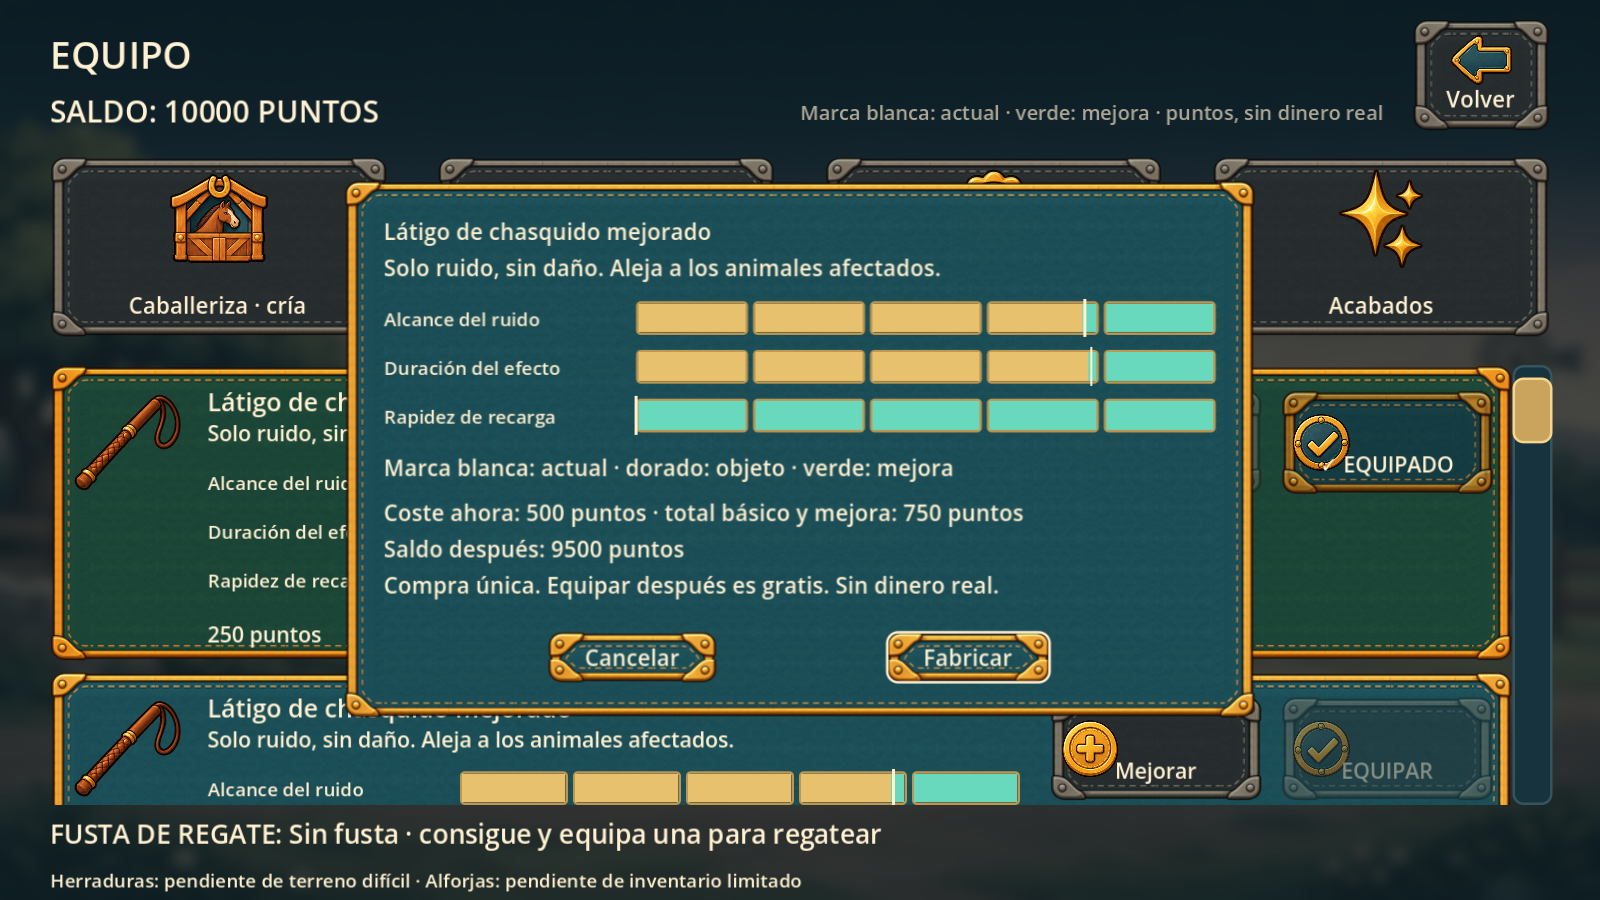 EQUIPO
SALDO: 10000 PUNTOS
Marca blanca: actual · verde: mejora · puntos, sin dinero real
Volver
Caballeriza · cría
Acabados
Látigo de chasquido mejorado
Solo ruido, sin daño. Aleja a los animales afectados.
Alcance del ruido
Duración del efecto
Rapidez de recarga
Marca blanca: actual · dorado: objeto · verde: mejora
Coste ahora: 500 puntos · total básico y mejora: 750 puntos
Saldo después: 9500 puntos
Compra única. Equipar después es gratis. Sin dinero real.
Cancelar
Fabricar
Látigo de ch
Solo ruido, sin
Alcance del ruid
Duración del efe
Rapidez de reca
250 puntos
EQUIPADO
Látigo de chasquido mejorado
Solo ruido, sin daño. Aleja a los animales afectados.
Alcance del ruido
Mejorar
EQUIPAR
FUSTA DE REGATE: Sin fusta · consigue y equipa una para regatear
Herraduras: pendiente de terreno difícil · Alforjas: pendiente de inventario limitado